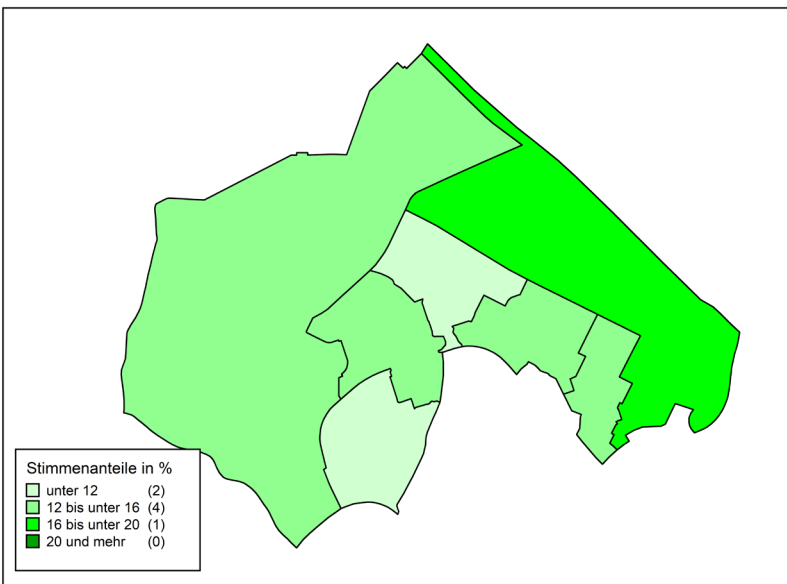 Stimmenanteile in %
unter 12 (2)
12 bis unter 16 (4)
16 bis unter 20 (1)
20 und mehr (0)